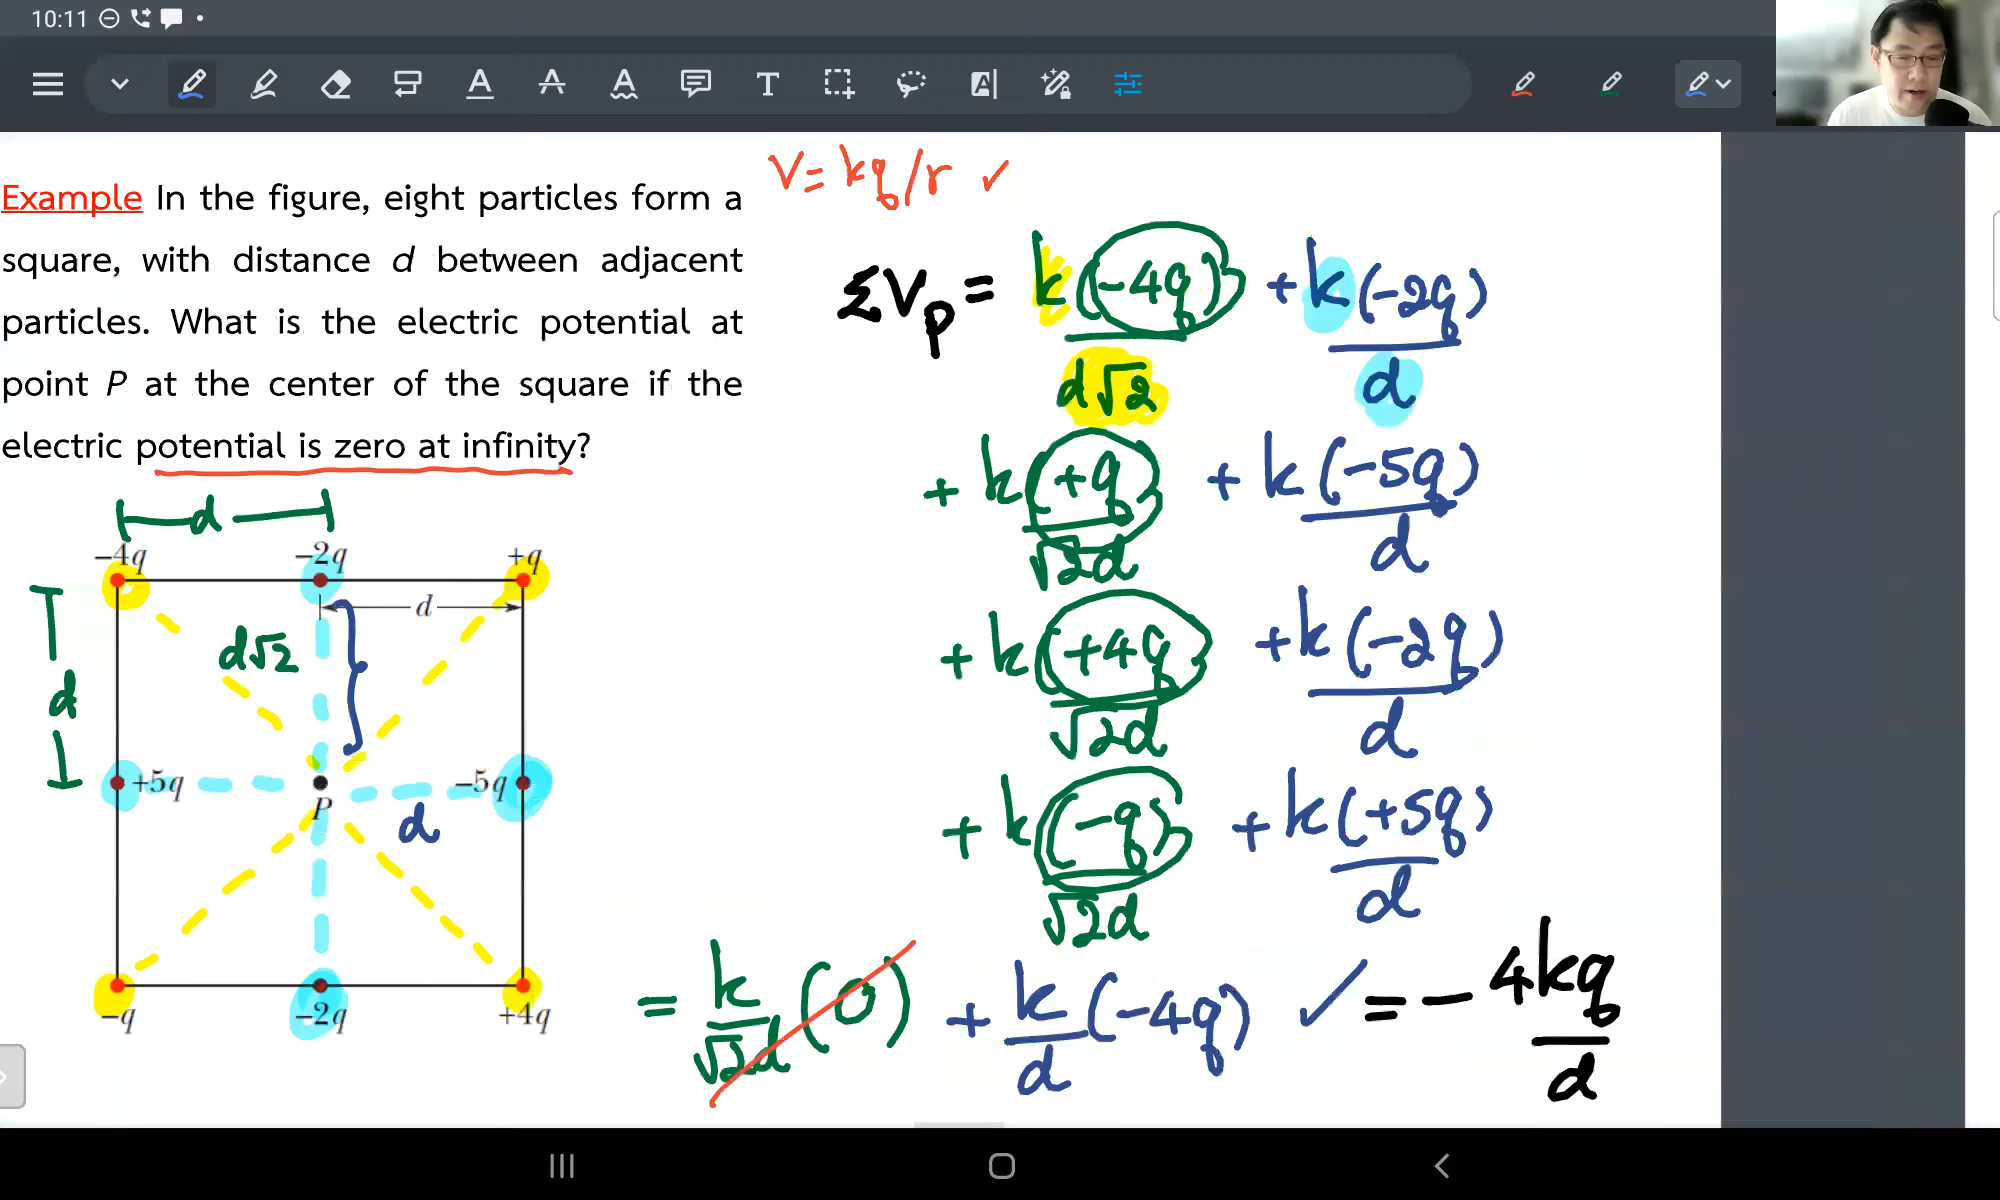 10:11
V = kq/r ✓
Example In the figure, eight particles form a
square, with distance d between adjacent
particles. What is the electric potential at
point P at the center of the square if the
electric potential is zero at infinity?
d
−4q −2q +q
d
d√2
d
+5q P −5q
d
−q −2q +4q
ΣVp = k(−4q)/d√2 + k(−2q)/d
+ k(+q)/√2d + k(−5q)/d
+ k(+4q)/√2d + k(−2q)/d
+ k(−q)/√2d + k(+5q)/d
= k/√2d (0) + k/d (−4q) ✓ = − 4kq/d